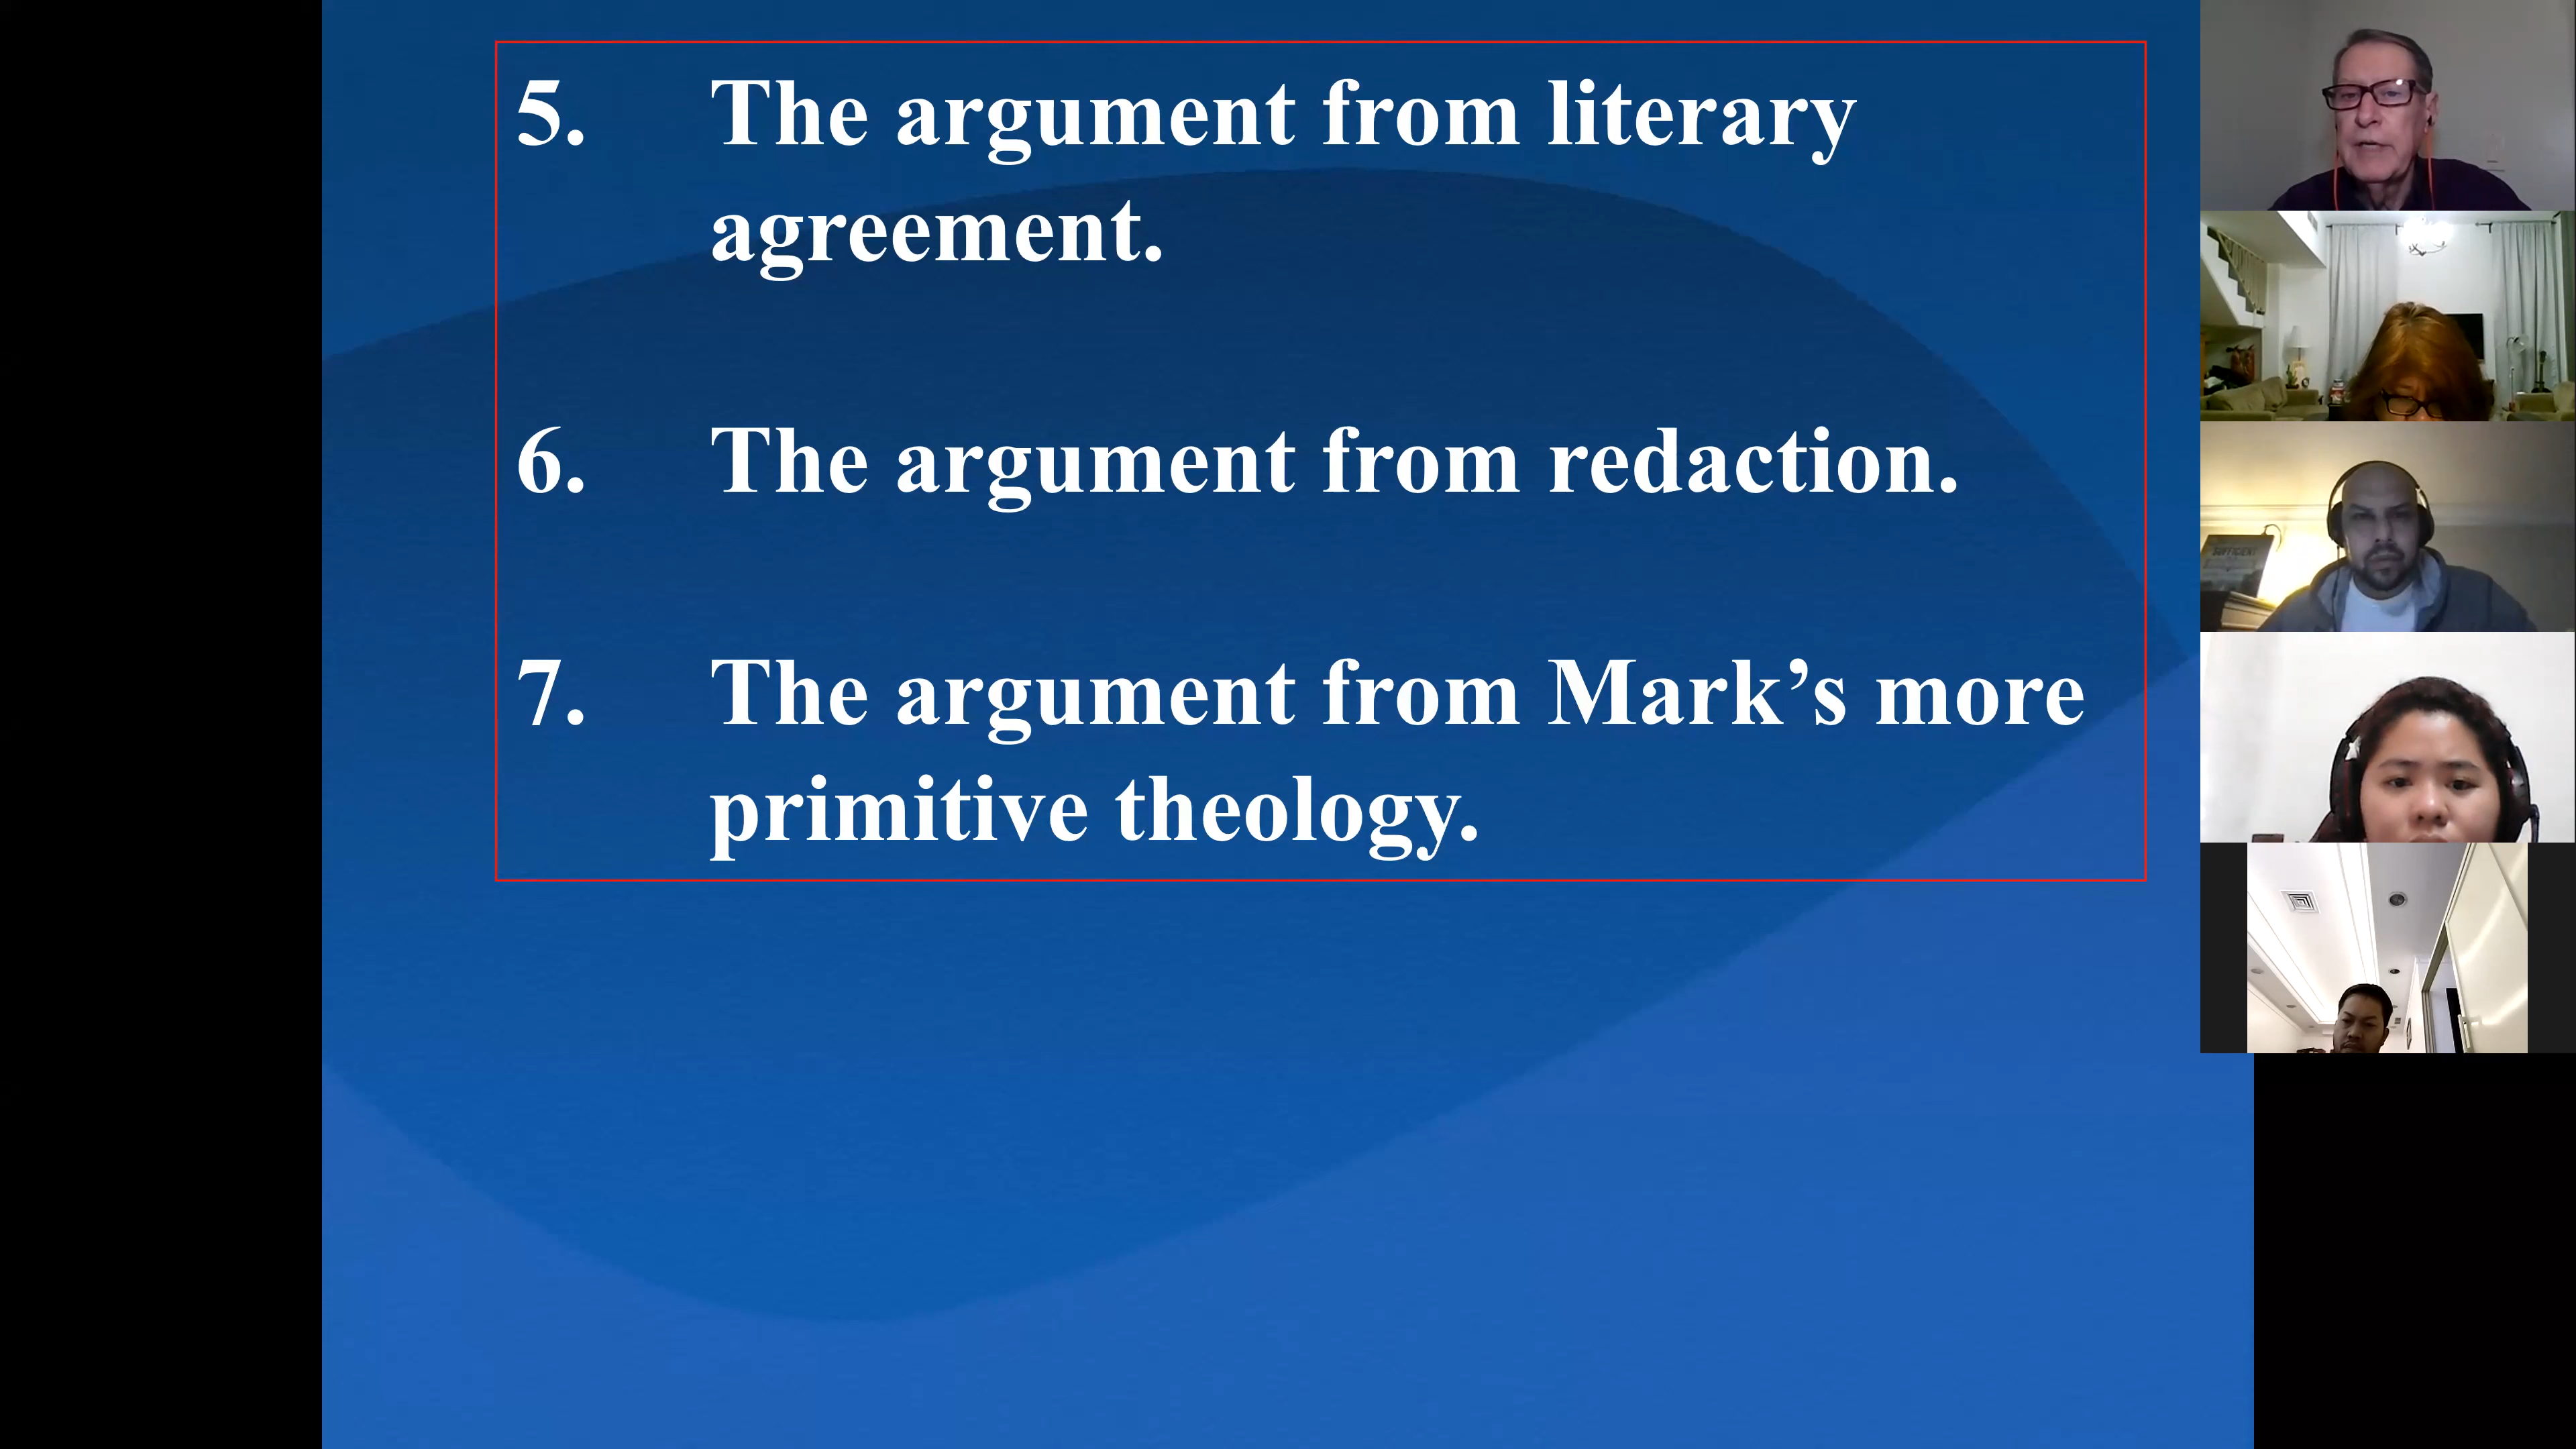 5. The argument from literary
agreement.
6. The argument from redaction.
7. The argument from Mark’s more
primitive theology.
SUFFICIENT